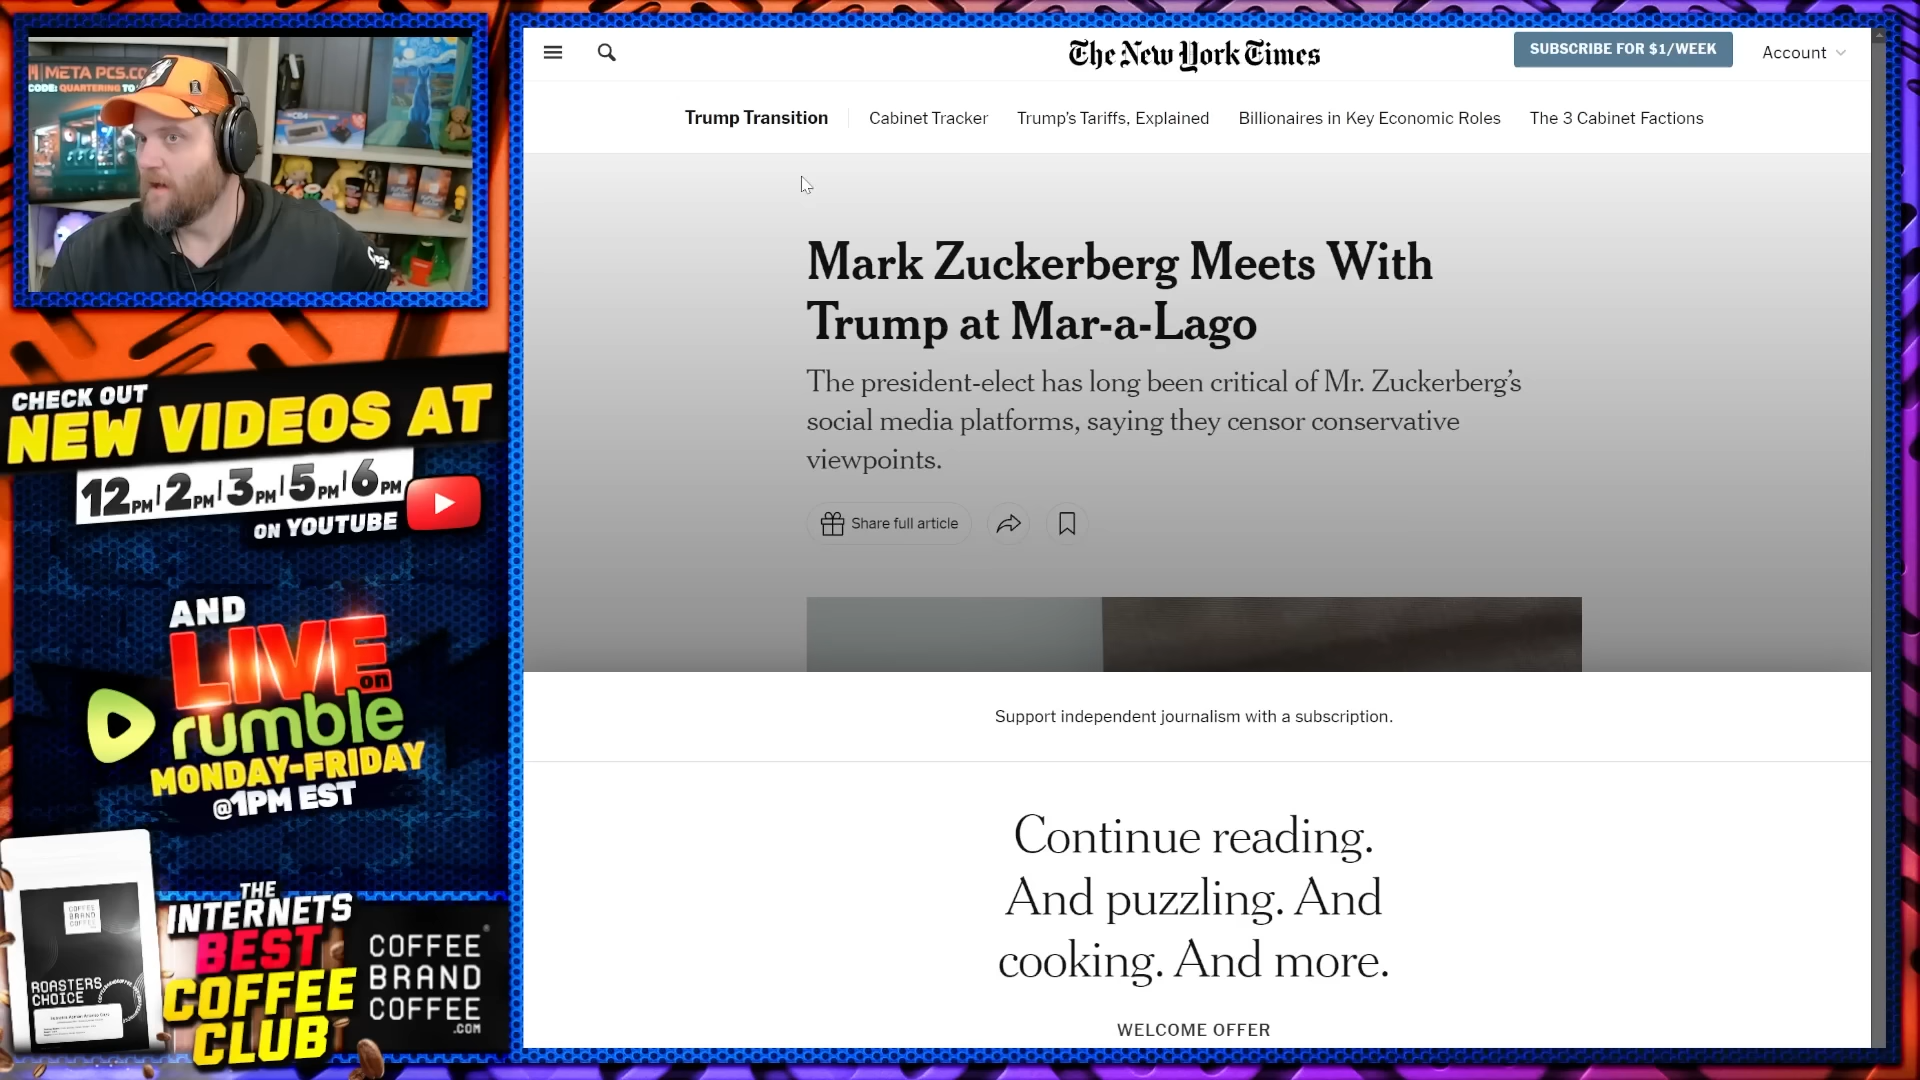 META PCS.CO
CODE: QUARTERING TO
CHECK OUT
NEW VIDEOS AT
12PM | 2PM | 3PM | 5PM | 6PM
ON YOUTUBE
AND
LIVE on
rumble
MONDAY-FRIDAY
@1PM EST
COFFEE
BRAND
COFFEE
ROASTERS
CHOICE
THE
INTERNETS
BEST
COFFEE
CLUB
COFFEE
BRAND
COFFEE
.COM
The New York Times
SUBSCRIBE FOR $1/WEEK
Account
Trump Transition
Cabinet Tracker
Trump's Tariffs, Explained
Billionaires in Key Economic Roles
The 3 Cabinet Factions
Mark Zuckerberg Meets With
Trump at Mar-a-Lago
The president-elect has long been critical of Mr. Zuckerberg's
social media platforms, saying they censor conservative
viewpoints.
Share full article
Support independent journalism with a subscription.
Continue reading.
And puzzling. And
cooking. And more.
WELCOME OFFER